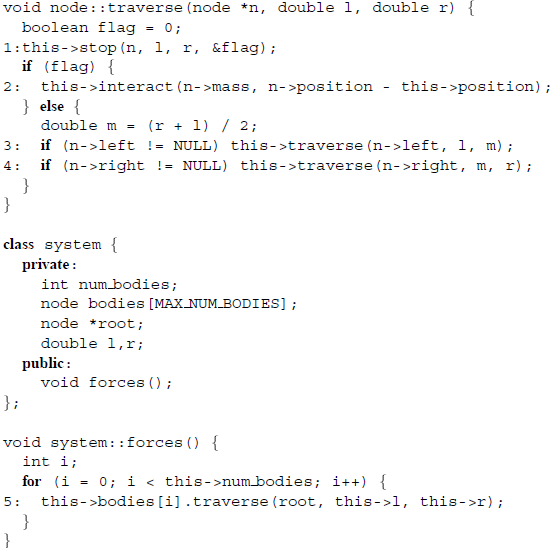 void node::traverse(node *n, double l, double r) {
boolean flag = 0;
1:this->stop(n, l, r, &flag);
if (flag) {
2: this->interact(n->mass, n->position - this->position);
} else {
double m = (r + l) / 2;
3: if (n->left != NULL) this->traverse(n->left, l, m);
4: if (n->right != NULL) this->traverse(n->right, m, r);
}
}
class system {
private:
int num_bodies;
node bodies[MAX_NUM_BODIES];
node *root;
double l,r;
public:
void forces();
};
void system::forces() {
int i;
for (i = 0; i < this->num_bodies; i++) {
5: this->bodies[i].traverse(root, this->l, this->r);
}
}